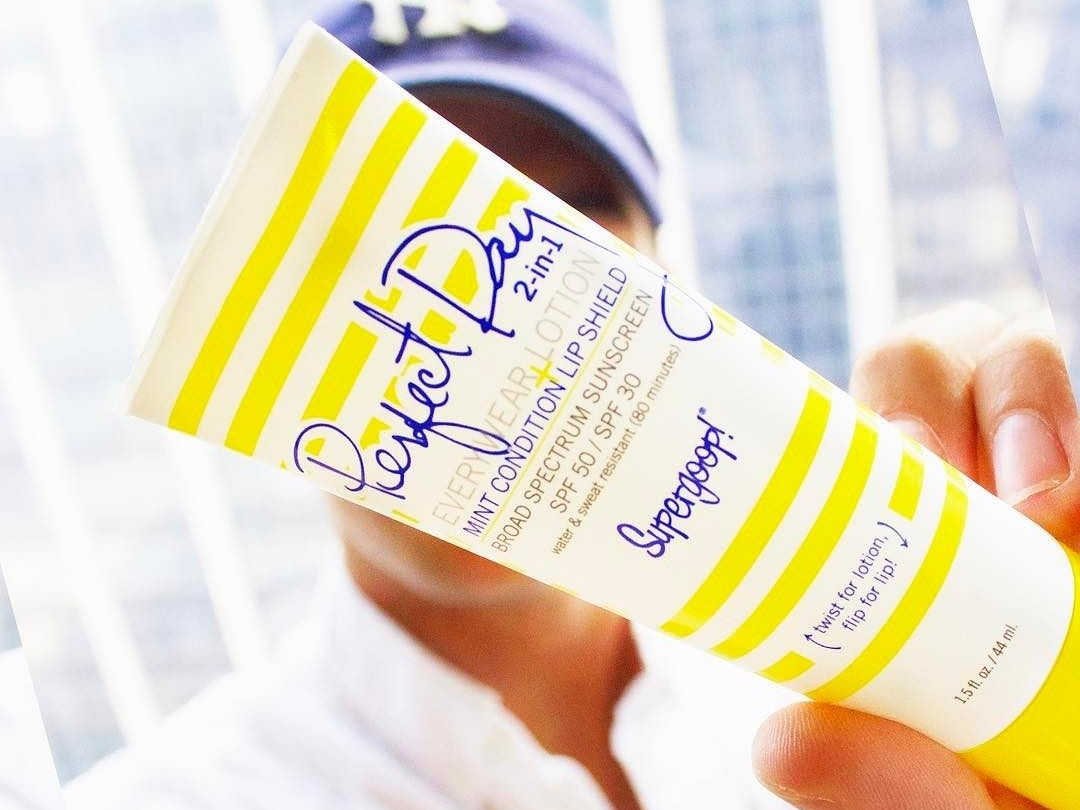 NY
Perfect Day
2-in-1
EVERYWEAR LOTION
+
MINT CONDITION LIP SHIELD
BROAD SPECTRUM SUNSCREEN
SPF 50 / SPF 30
water & sweat resistant (80 minutes)
Supergoop!®
twist for lotion,
flip for lip!
1.5 fl. oz. / 44 ml.